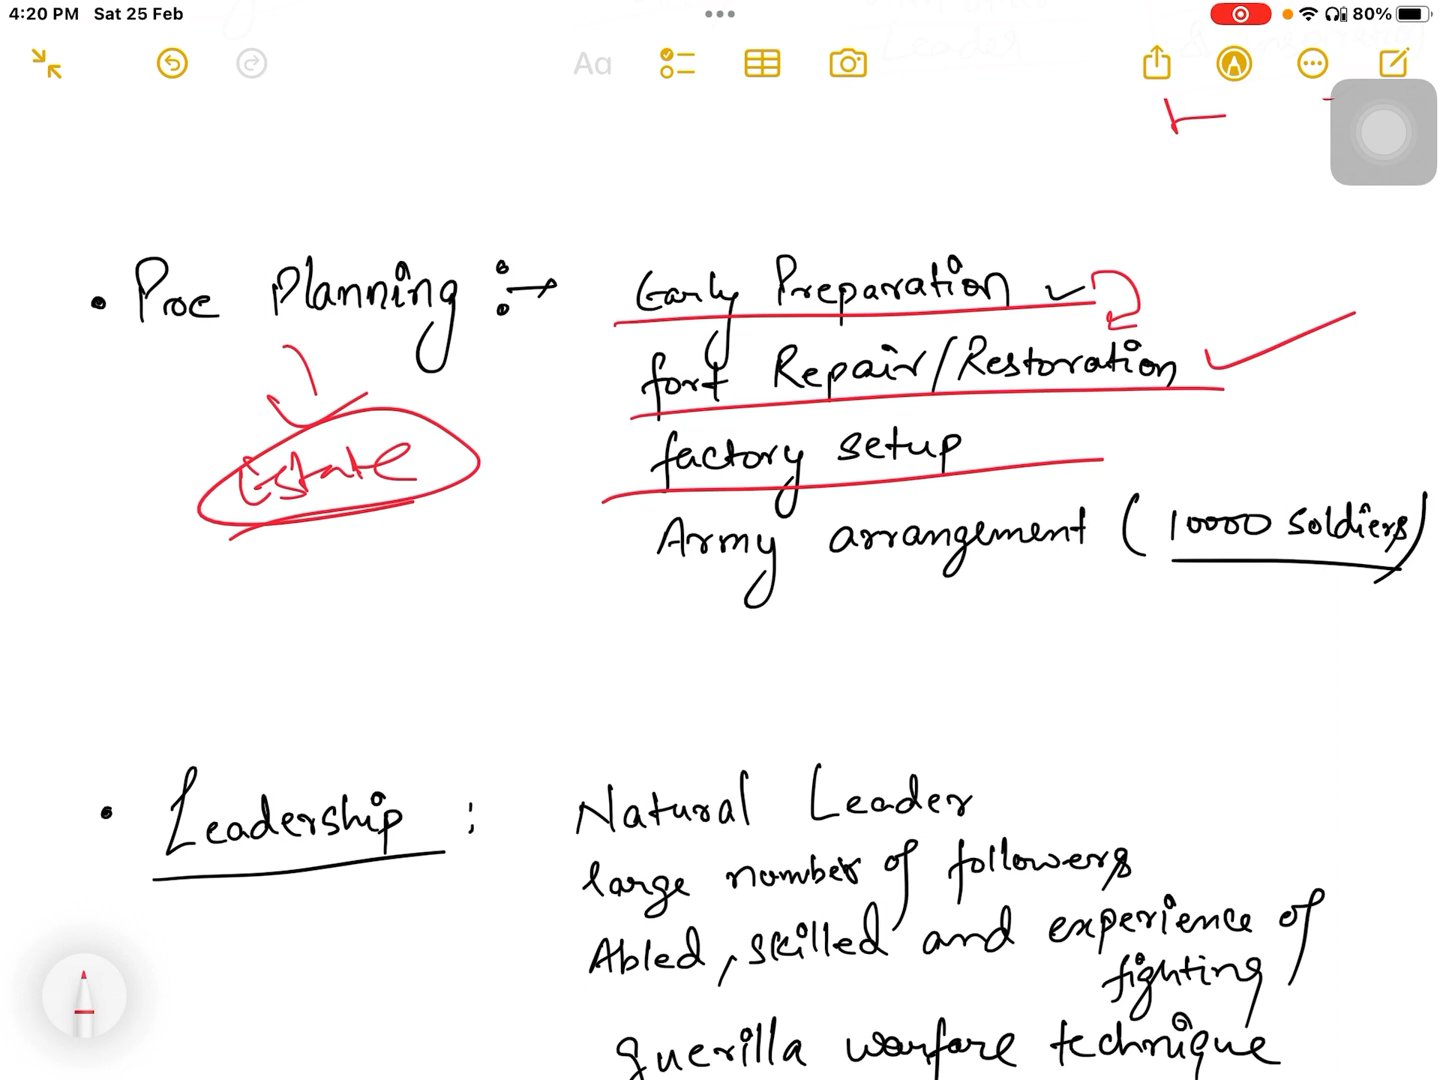 4:20 PM Sat 25 Feb
80%
Aa
Leader
• Pre Planning :→ Early Preparation ✓
fort Repair/Restoration
Estate
factory setup
Army arrangement (10000 soldiers)
• Leadership : Natural Leader
large number of followers
Abled, skilled and experience of
fighting
guerilla warfare technique